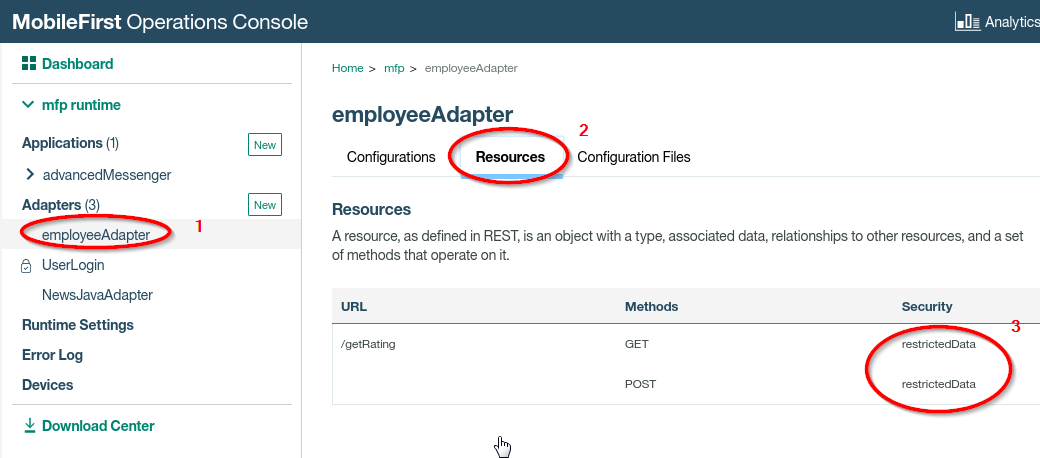 MobileFirst Operations Console
Analytics
Dashboard
mfp runtime
Applications (1)
New
advancedMessenger
Adapters (3)
New
employeeAdapter
1
UserLogin
NewsJavaAdapter
Runtime Settings
Error Log
Devices
Download Center
Home > mfp > employeeAdapter
employeeAdapter
2
Configurations Resources Configuration Files
Resources
A resource, as defined in REST, is an object with a type, associated data, relationships to other resources, and a set
of methods that operate on it.
URL Methods Security
3
/getRating GET restrictedData
POST restrictedData